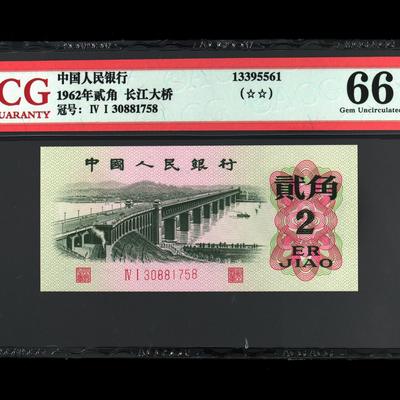 CG
UARANTY
中国人民银行
1962年贰角 长江大桥
冠号: IV I 30881758
13395561
(☆☆)
66
Gem Uncirculated
中國人民銀行
貳角
2
ER
JIAO
IV I 30881758